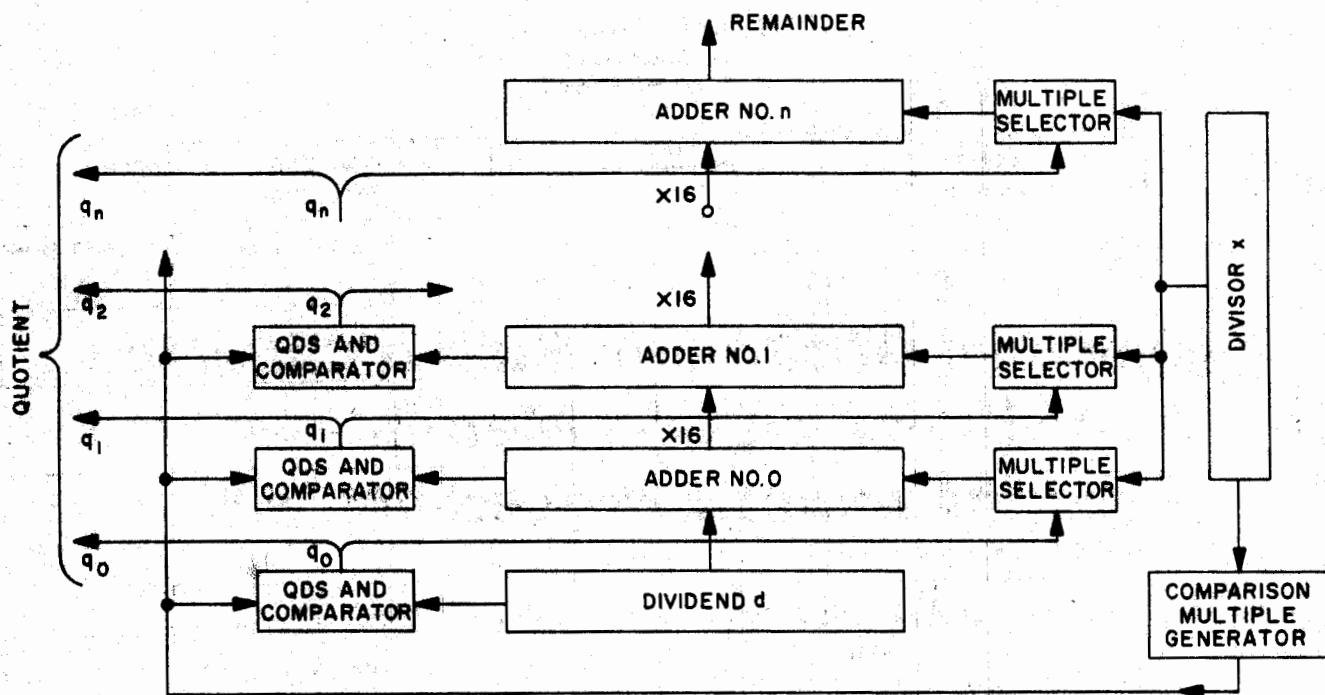 REMAINDER
ADDER NO. n
MULTIPLE
SELECTOR
qn
qn
×16
DIVISOR x
QUOTIENT
q2
q2
×16
QDS AND
COMPARATOR
ADDER NO. 1
MULTIPLE
SELECTOR
q1
q1
×16
QDS AND
COMPARATOR
ADDER NO. 0
MULTIPLE
SELECTOR
q0
q0
QDS AND
COMPARATOR
DIVIDEND d
COMPARISON
MULTIPLE
GENERATOR